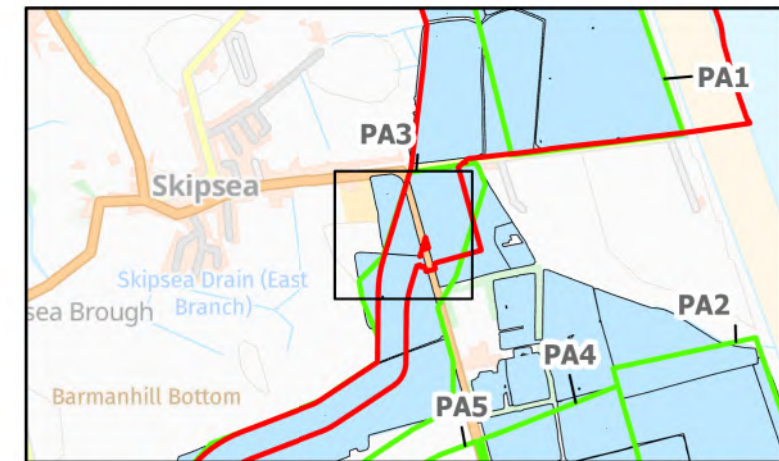 PA1
PA3
Skipsea
Skipsea Drain (East
Branch)
sea Brough
PA2
PA4
Barmanhill Bottom
PA5